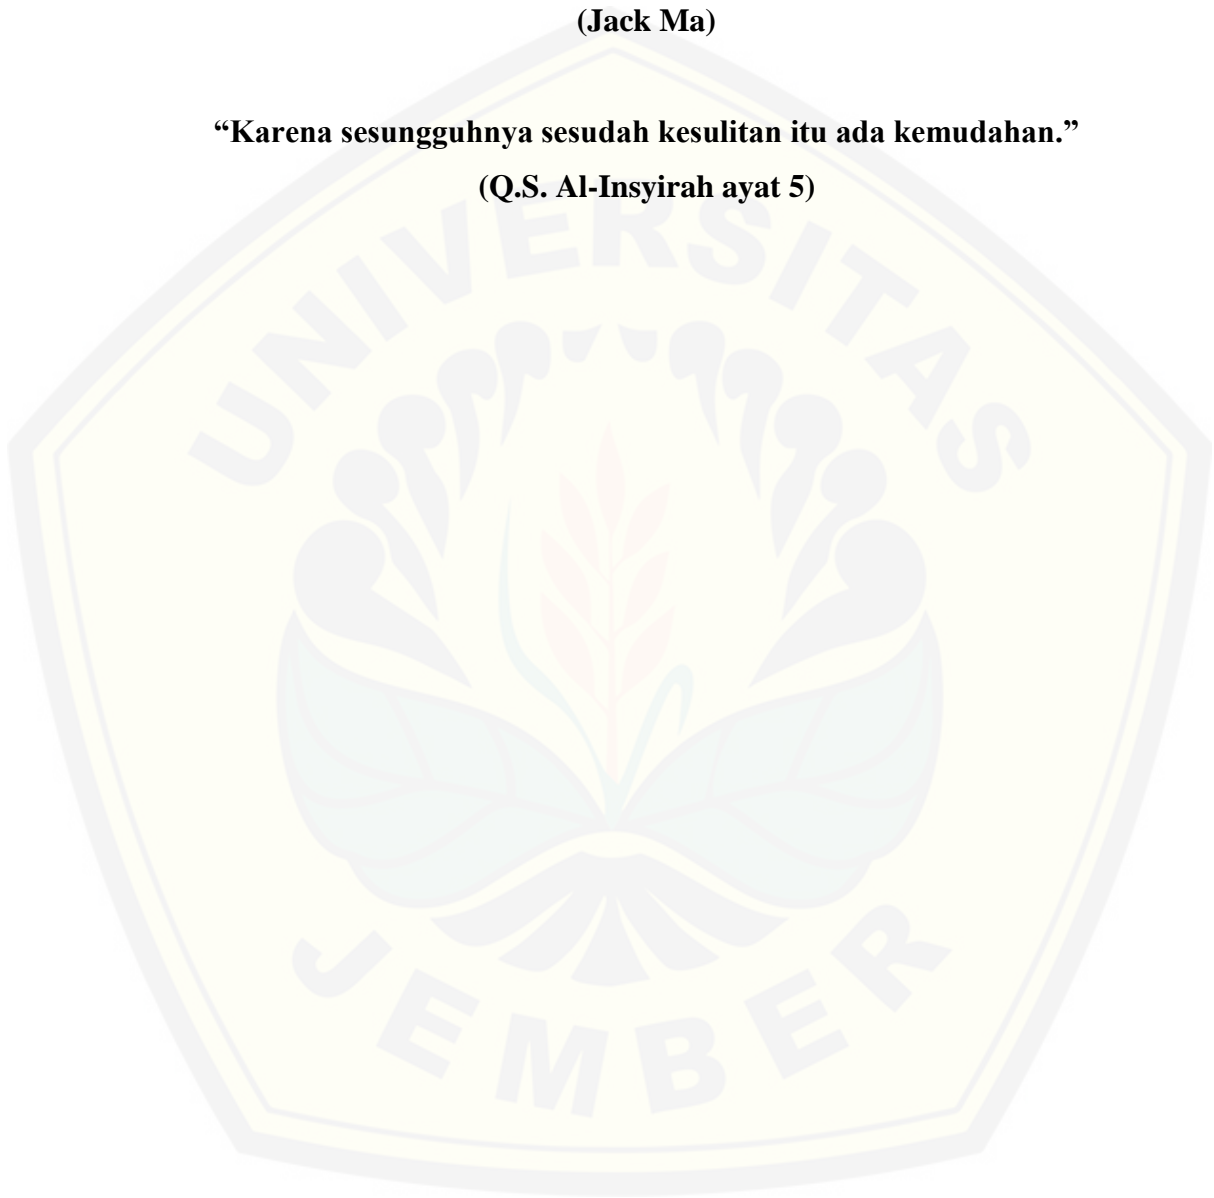 (Jack Ma)
“Karena sesungguhnya sesudah kesulitan itu ada kemudahan.”
(Q.S. Al-Insyirah ayat 5)
UNIVERSITAS
JEMBER